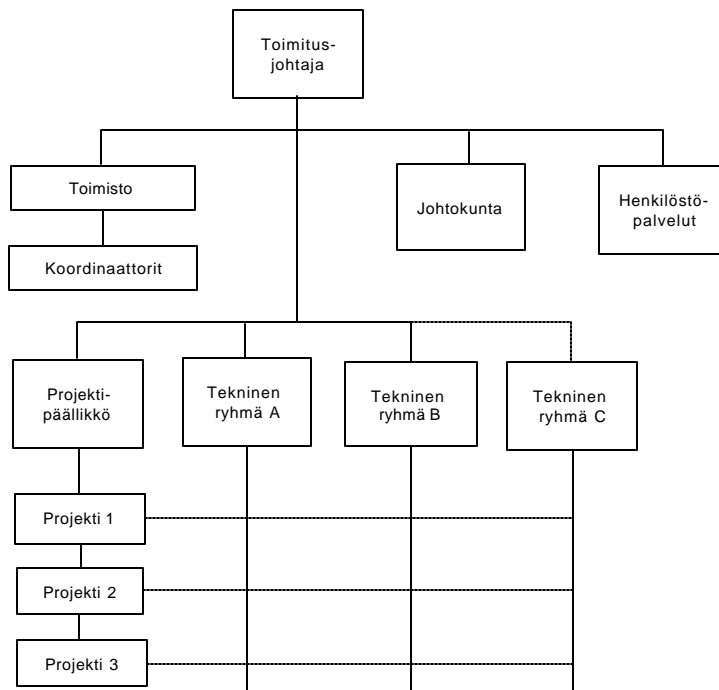 Toimitus-
johtaja
Toimisto
Johtokunta
Henkilöstö-
palvelut
Koordinaattorit
Projekti-
päällikkö
Tekninen
ryhmä A
Tekninen
ryhmä B
Tekninen
ryhmä C
Projekti 1
Projekti 2
Projekti 3